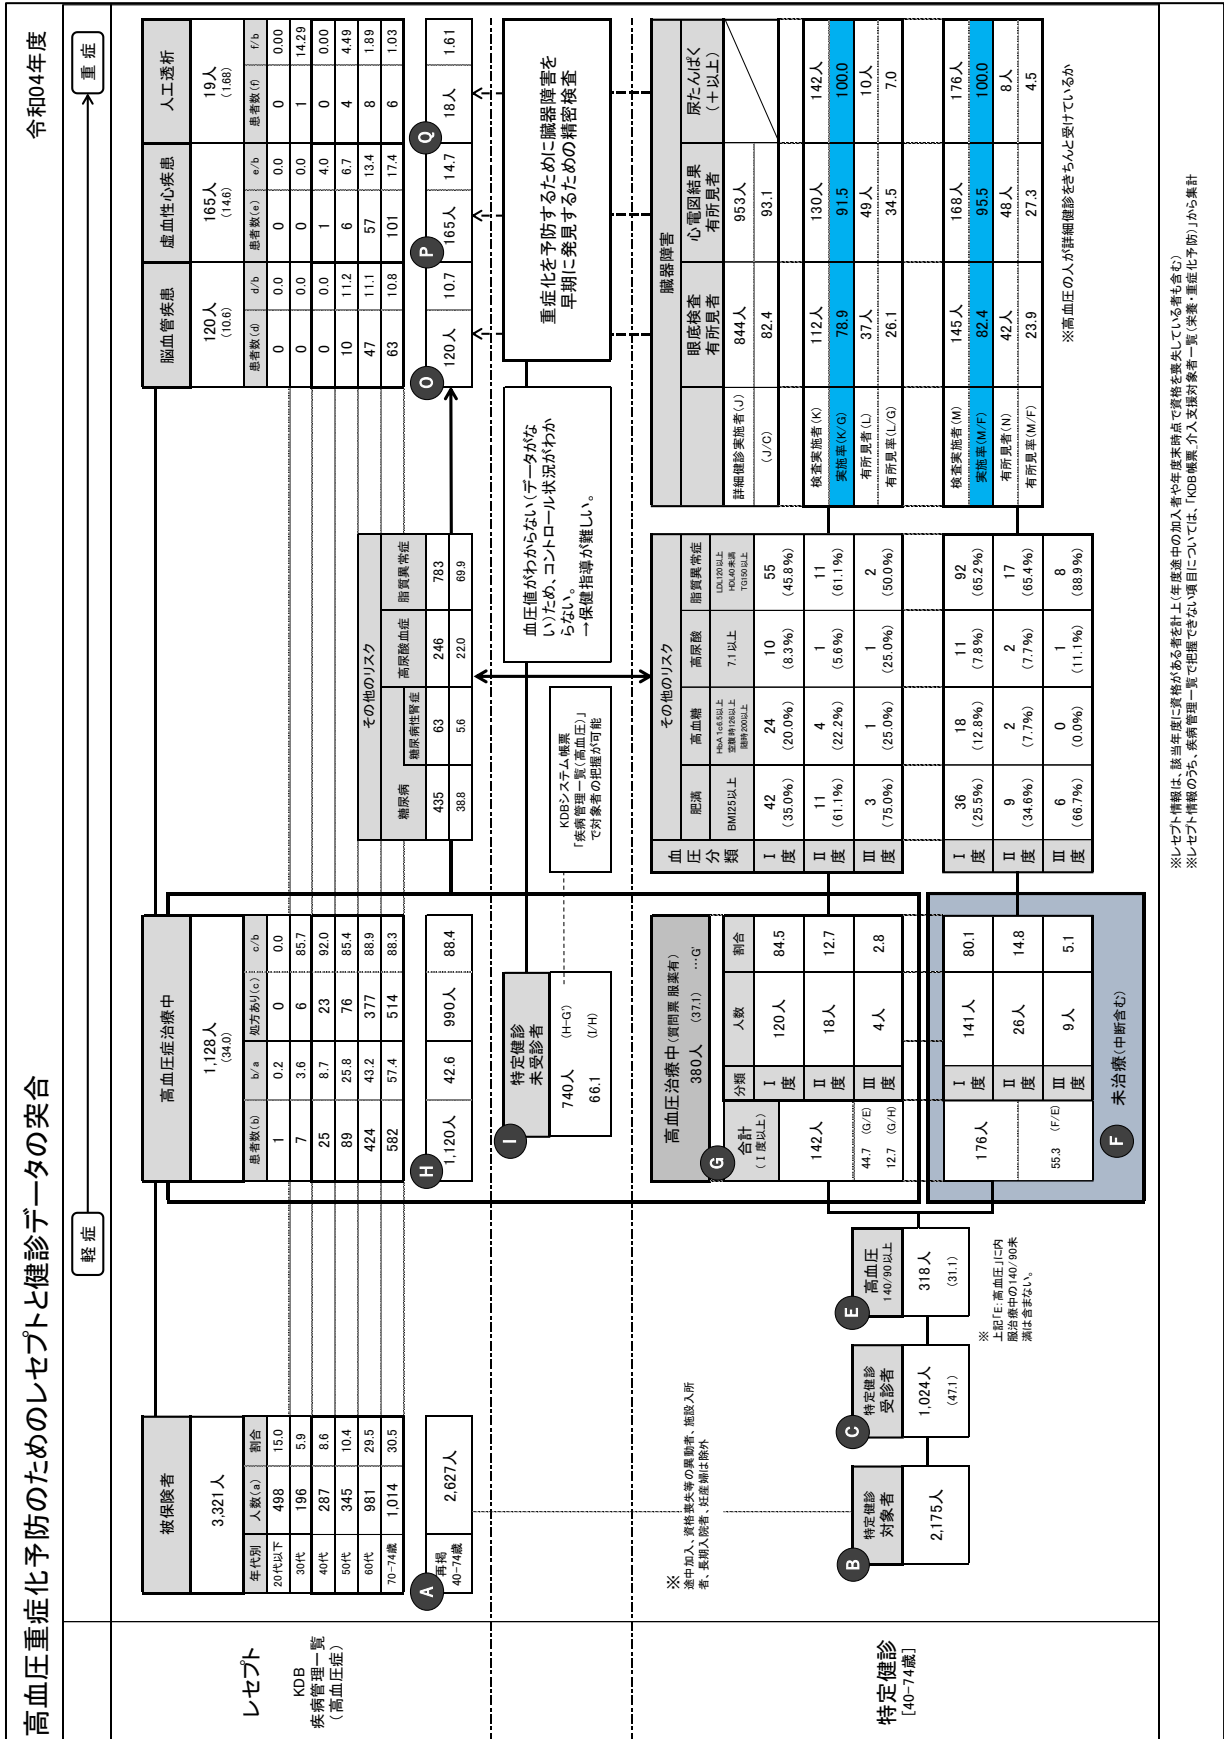 高血圧重症化予防のためのレセプトと健診データの突合
令和04年度
軽症
重症
レセプト
KDB
疾病管理一覧
（高血圧症）
被保険者
3,321人
年代別 人数(a) 割合
20代以下 498 15.0
30代 196 5.9
40代 287 8.6
50代 345 10.4
60代 981 29.5
70-74歳 1,014 30.5
A
再掲
40-74歳
2,627人
高血圧症治療中
1,128人
(34.0)
患者数(b) b/a 処方あり(c) c/b
1 0.2 0 0.0
7 3.6 6 85.7
25 8.7 23 92.0
89 25.8 76 85.4
424 43.2 377 88.9
582 57.4 514 88.3
H
1,120人 42.6 990人 88.4
その他のリスク
糖尿病 糖尿病性腎症 高尿酸血症 脂質異常症
435 63 246 783
38.8 5.6 22.0 69.9
脳血管疾患 虚血性心疾患 人工透析
120人 165人 19人
(10.6) (14.6) (1.68)
患者数(d) d/b 患者数(e) e/b 患者数(f) f/b
0 0.0 0 0.0 0 0.00
0 0.0 0 0.0 1 14.29
0 0.0 1 4.0 0 0.00
10 11.2 6 6.7 4 4.49
47 11.1 57 13.4 8 1.89
63 10.8 101 17.4 6 1.03
O
120人 10.7
P
165人 14.7
Q
18人 1.61
I
特定健診
未受診者
740人 (H-G')
66.1 (I/H)
KDBシステム帳票
「疾病管理一覧（高血圧）」
で対象者の把握が可能
血圧値がわからない（データがな
い）ため、コントロール状況がわか
らない。
→保健指導が難しい。
重症化を予防するために臓器障害を
早期に発見するための精密検査
特定健診
[40-74歳]
※
途中加入、資格喪失等の異動者、施設入所
者、長期入院者、妊産婦は除外
B
特定健診
対象者
2,175人
C
特定健診
受診者
1,024人
(47.1)
E
高血圧
140/90以上
318人
(31.1)
※
上記「E:高血圧」に内
服治療中の140/90未
満は含まない。
高血圧治療中（質問票 服薬有）
380人 (37.1) …G'
G
合計
（Ⅰ度以上）
分類 人数 割合
142人
44.7 (G/E)
12.7 (G/H)
Ⅰ度 120人 84.5
Ⅱ度 18人 12.7
Ⅲ度 4人 2.8
176人
55.3 (F/E)
Ⅰ度 141人 80.1
Ⅱ度 26人 14.8
Ⅲ度 9人 5.1
F
未治療（中断含む）
血圧分類
その他のリスク
肥満 高血糖 高尿酸 脂質異常症
BMI25以上
HbA1c6.5以上
空腹時126以上
随時200以上
7.1以上
LDL120以上
HDL40未満
TG150以上
Ⅰ度 42 24 10 55
(35.0%) (20.0%) (8.3%) (45.8%)
Ⅱ度 11 4 1 11
(61.1%) (22.2%) (5.6%) (61.1%)
Ⅲ度 3 1 1 2
(75.0%) (25.0%) (25.0%) (50.0%)
Ⅰ度 36 18 11 92
(25.5%) (12.8%) (7.8%) (65.2%)
Ⅱ度 9 2 2 17
(34.6%) (7.7%) (7.7%) (65.4%)
Ⅲ度 6 0 1 8
(66.7%) (0.0%) (11.1%) (88.9%)
臓器障害
眼底検査
有所見者
心電図結果
有所見者
尿たんぱく
（＋以上）
詳細健診実施者(J) 844人 953人
(J/C) 82.4 93.1
検査実施者(K) 112人 130人 142人
実施率(K/G) 78.9 91.5 100.0
有所見者(L) 37人 49人 10人
有所見率(L/G) 26.1 34.5 7.0
検査実施者(M) 145人 168人 176人
実施率(M/F) 82.4 95.5 100.0
有所見者(N) 42人 48人 8人
有所見率(M/F) 23.9 27.3 4.5
※高血圧の人が詳細健診をきちんと受けているか
※レセプト情報は、該当年度に資格がある者を計上（年度途中の加入者や年度末時点で資格を喪失している者も含む）
※レセプト情報のうち、疾病管理一覧で把握できない項目については、「KDB帳票_介入支援対象者一覧（栄養・重症化予防）」から集計